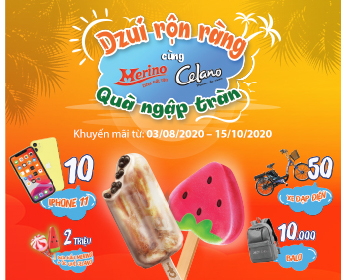 Dzui rộn ràng
cùng
Merino
Celano
Quà ngập tràn
Khuyến mãi từ: 03/08/2020 – 15/10/2020
10
IPHONE 11
50
XE ĐẠP ĐIỆN
2 TRIỆU
10.000
BALO